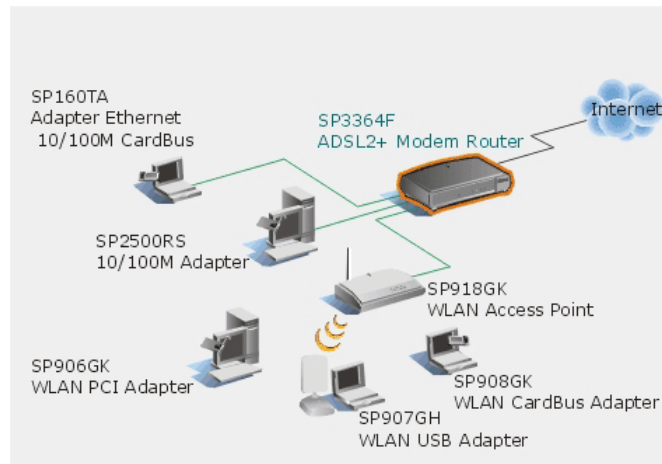 SP160TA
Adapter Ethernet
10/100M CardBus
SP3364F
ADSL2+ Modem Router
Internet
SP2500RS
10/100M Adapter
SP918GK
WLAN Access Point
SP906GK
WLAN PCI Adapter
SP908GK
WLAN CardBus Adapter
SP907GH
WLAN USB Adapter